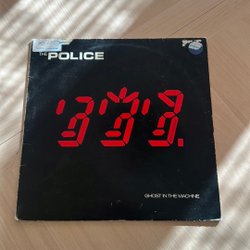 THE POLICE
GHOST IN THE MACHINE